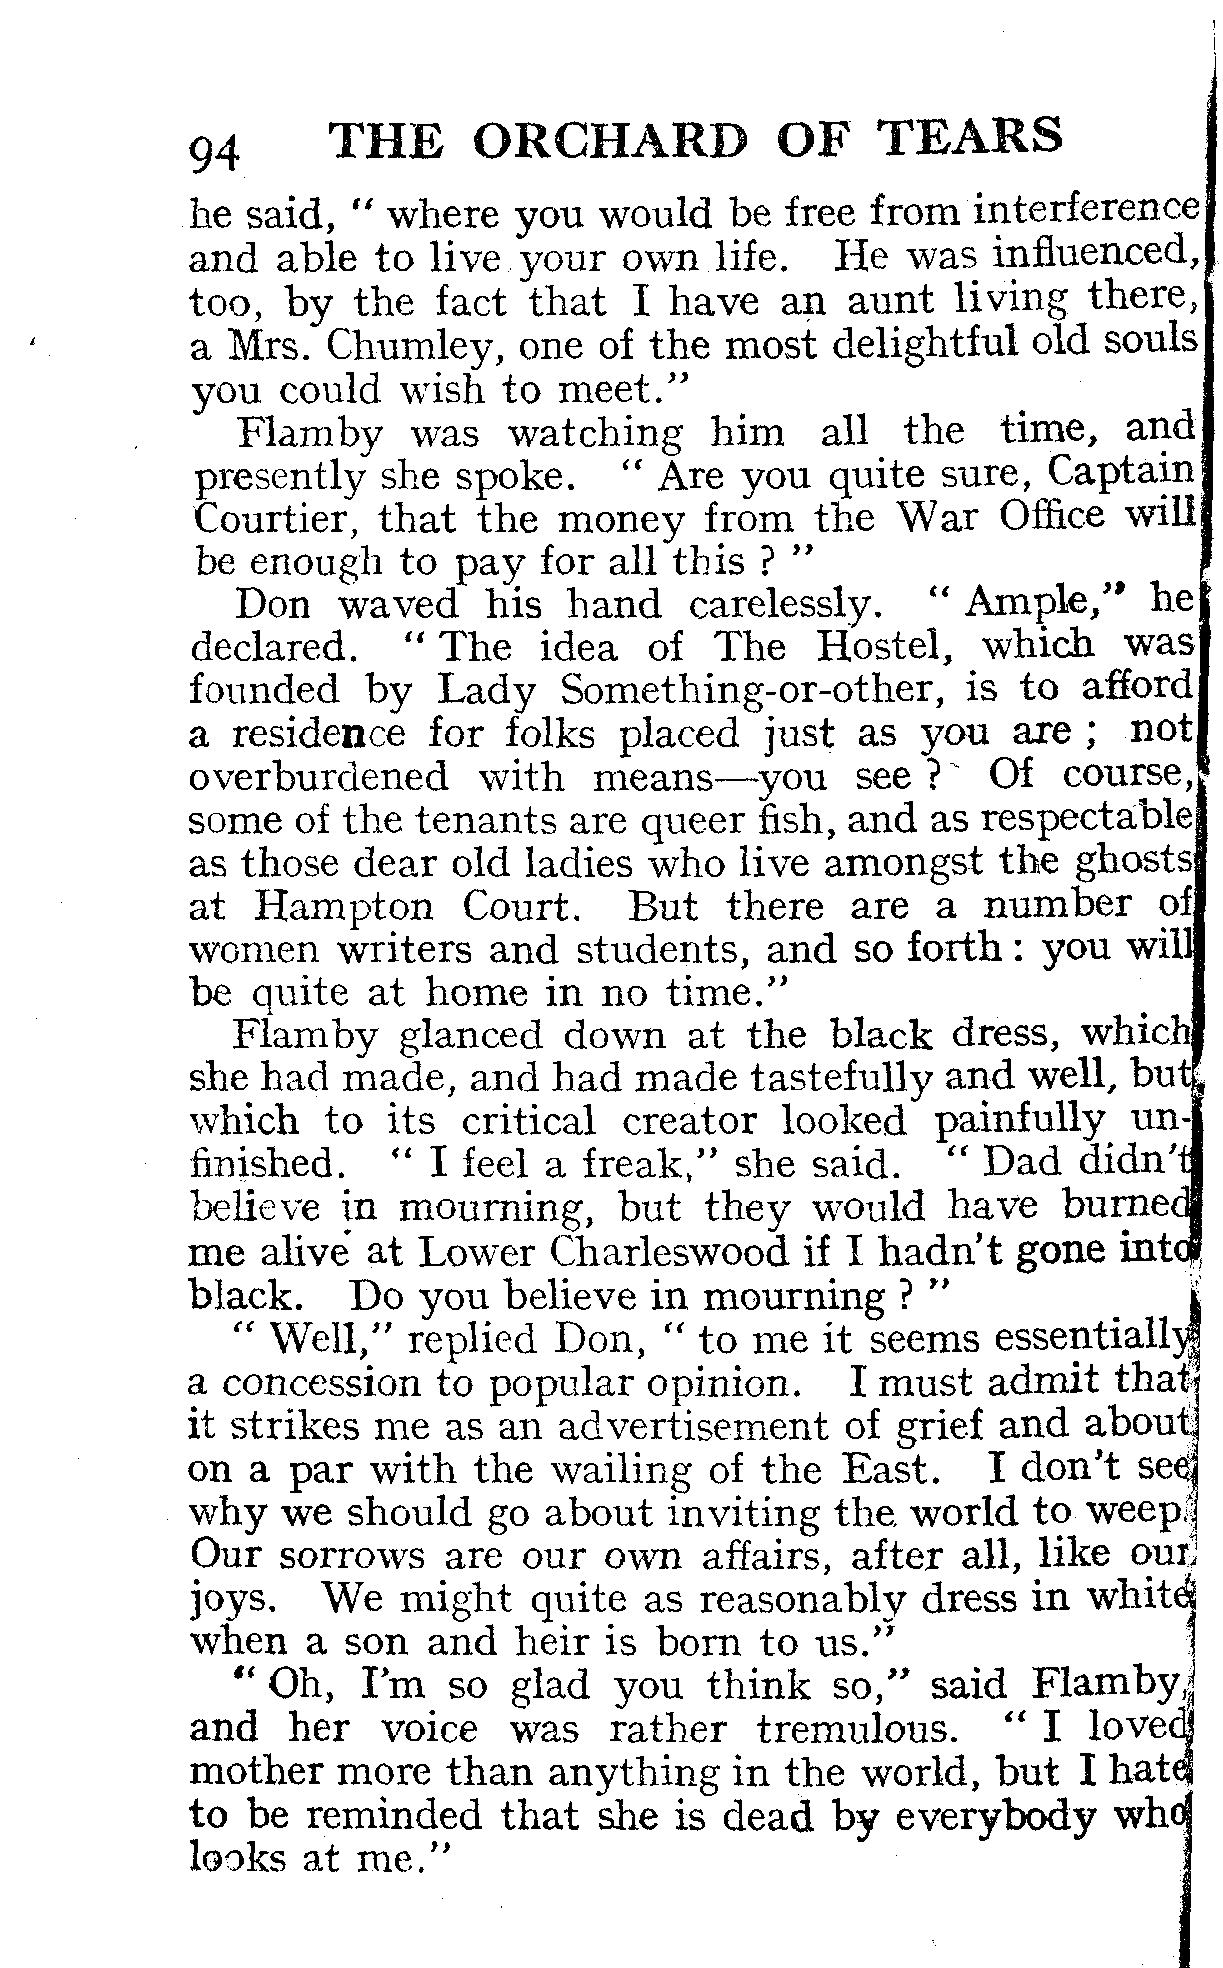 94 THE ORCHARD OF TEARS
he said, " where you would be free from interference
and able to live your own life. He was influenced,
too, by the fact that I have an aunt living there,
a Mrs. Chumley, one of the most delightful old souls
you could wish to meet."
Flamby was watching him all the time, and
presently she spoke. " Are you quite sure, Captain
Courtier, that the money from the War Office will
be enough to pay for all this ? "
Don waved his hand carelessly. " Ample," he
declared. " The idea of The Hostel, which was
founded by Lady Something-or-other, is to afford
a residence for folks placed just as you are ; not
overburdened with means—you see ? Of course,
some of the tenants are queer fish, and as respectable
as those dear old ladies who live amongst the ghosts
at Hampton Court. But there are a number of
women writers and students, and so forth : you will
be quite at home in no time."
Flamby glanced down at the black dress, which
she had made, and had made tastefully and well, but
which to its critical creator looked painfully un-
finished. " I feel a freak," she said. " Dad didn't
believe in mourning, but they would have burned
me alive at Lower Charleswood if I hadn't gone into
black. Do you believe in mourning ? "
" Well," replied Don, " to me it seems essentially
a concession to popular opinion. I must admit that
it strikes me as an advertisement of grief and about
on a par with the wailing of the East. I don't see
why we should go about inviting the world to weep.
Our sorrows are our own affairs, after all, like our
joys. We might quite as reasonably dress in white
when a son and heir is born to us."
" Oh, I'm so glad you think so," said Flamby,
and her voice was rather tremulous. " I loved
mother more than anything in the world, but I hate
to be reminded that she is dead by everybody who
looks at me."